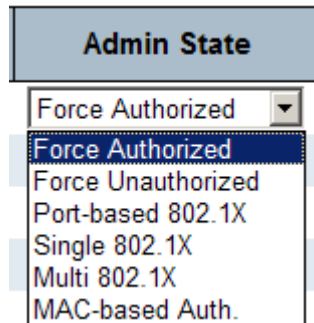 Admin State
Force Authorized
Force Authorized
Force Unauthorized
Port-based 802.1X
Single 802.1X
Multi 802.1X
MAC-based Auth.